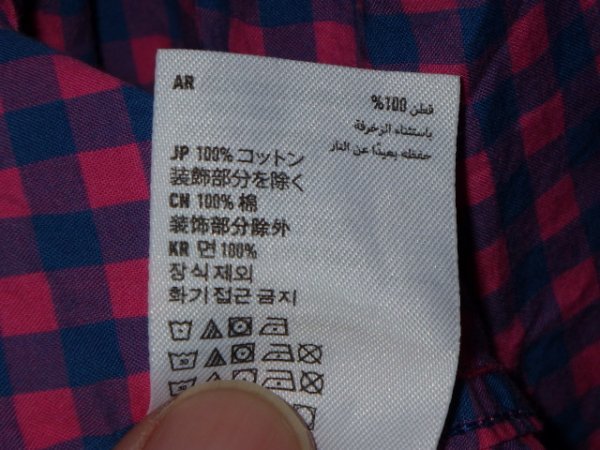 AR
قطن 100%
باستثناء الزخرفة
حفظه بعيدًا عن النار
JP 100% コットン
装飾部分を除く
CN 100% 棉
装饰部分除外
KR 면 100%
장식제외
화기접근금지